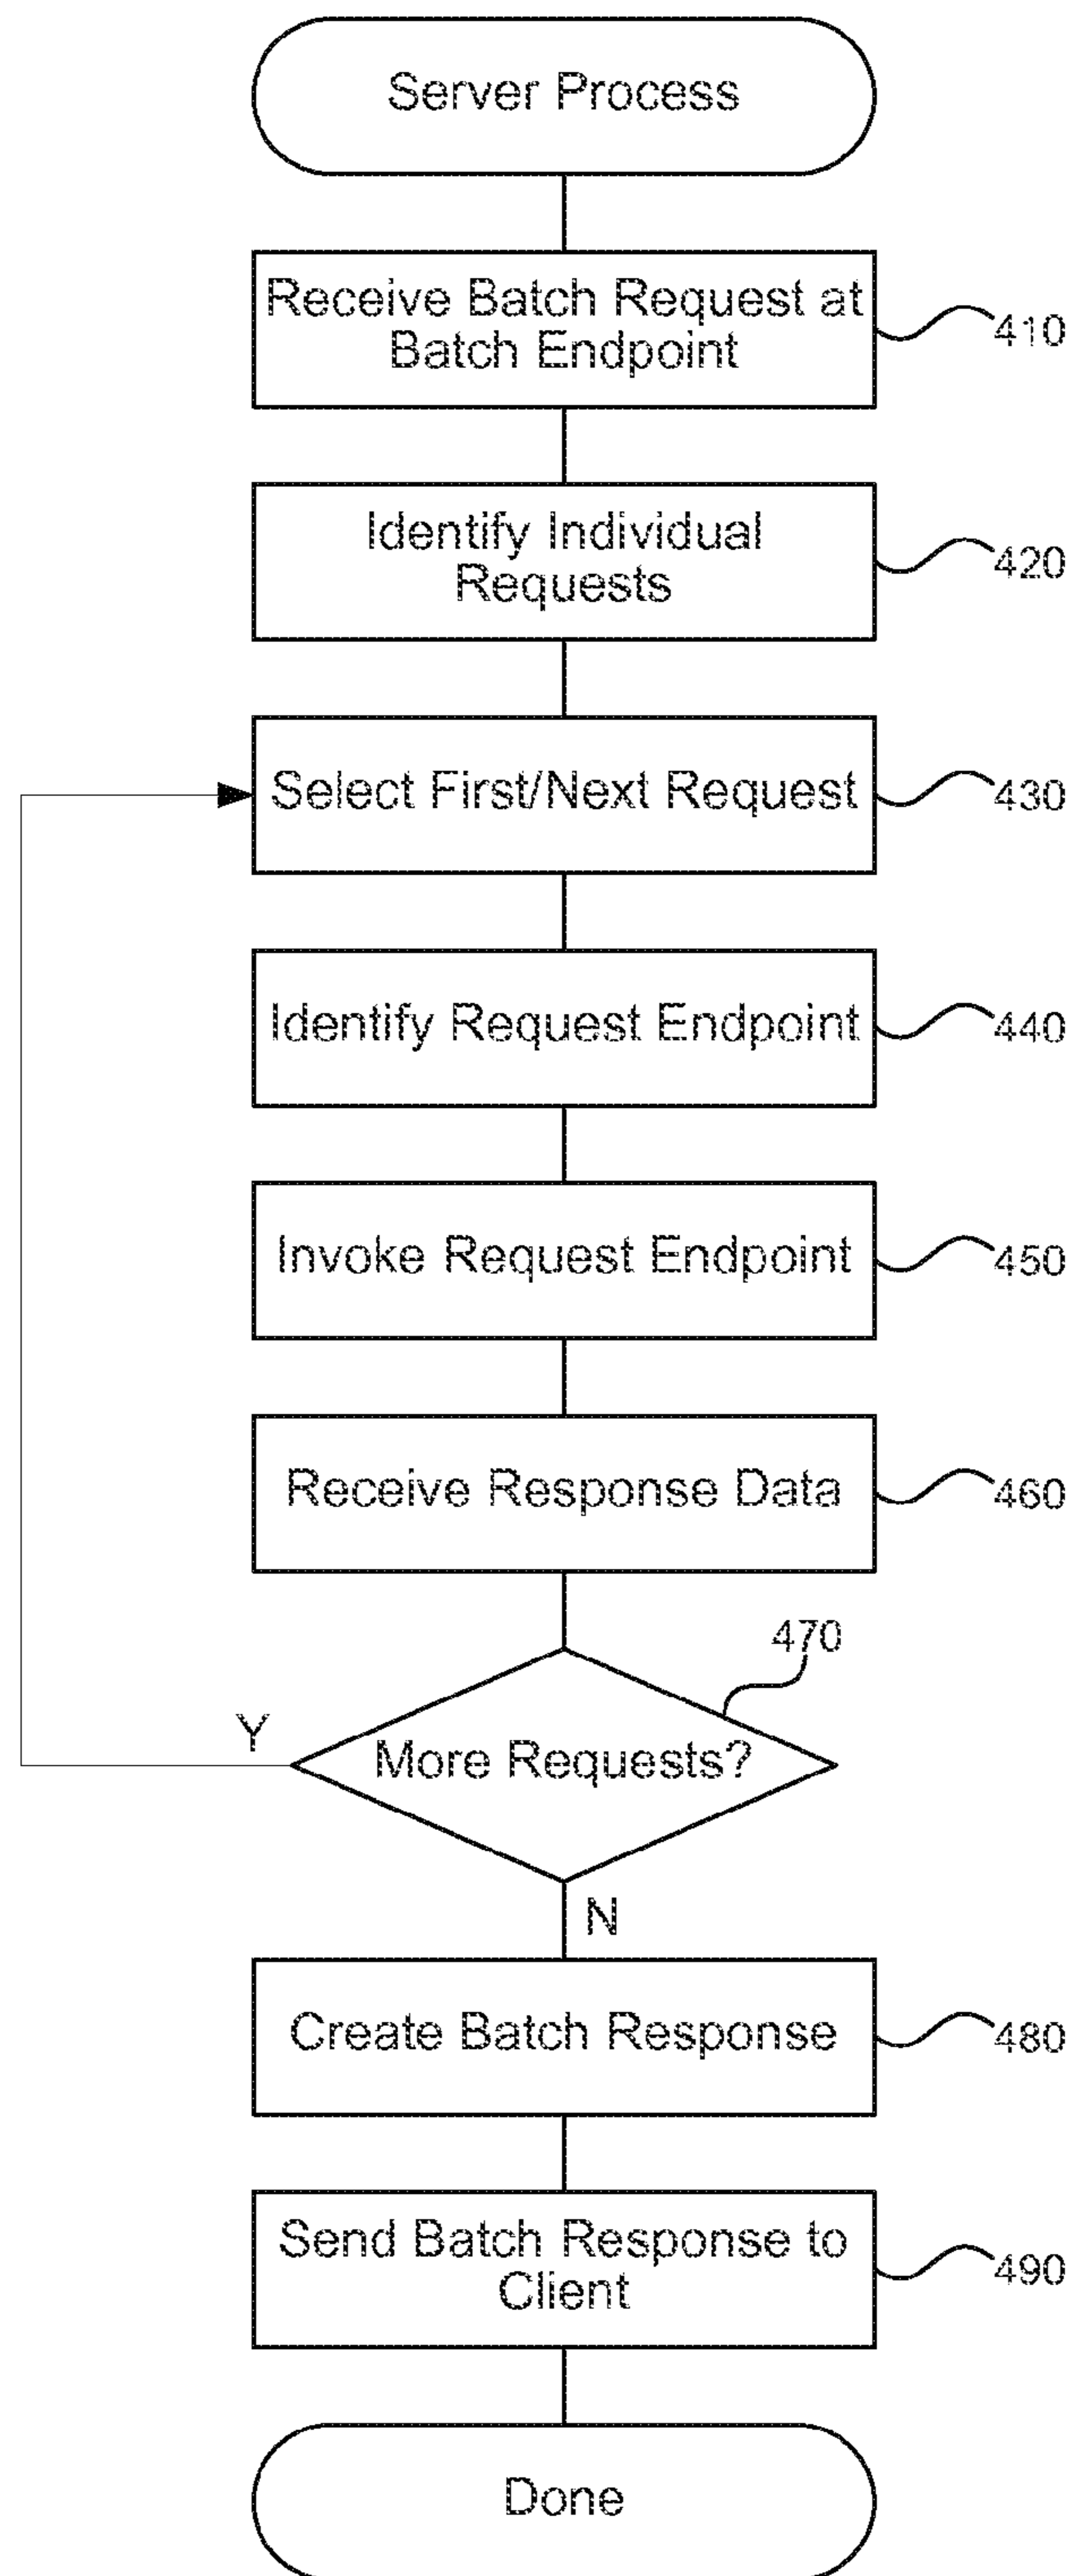 Server Process
Receive Batch Request at
Batch Endpoint
410
Identify Individual
Requests
420
Select First/Next Request
430
Identify Request Endpoint
440
Invoke Request Endpoint
450
Receive Response Data
460
470
More Requests?
Y
N
Create Batch Response
480
Send Batch Response to
Client
490
Done